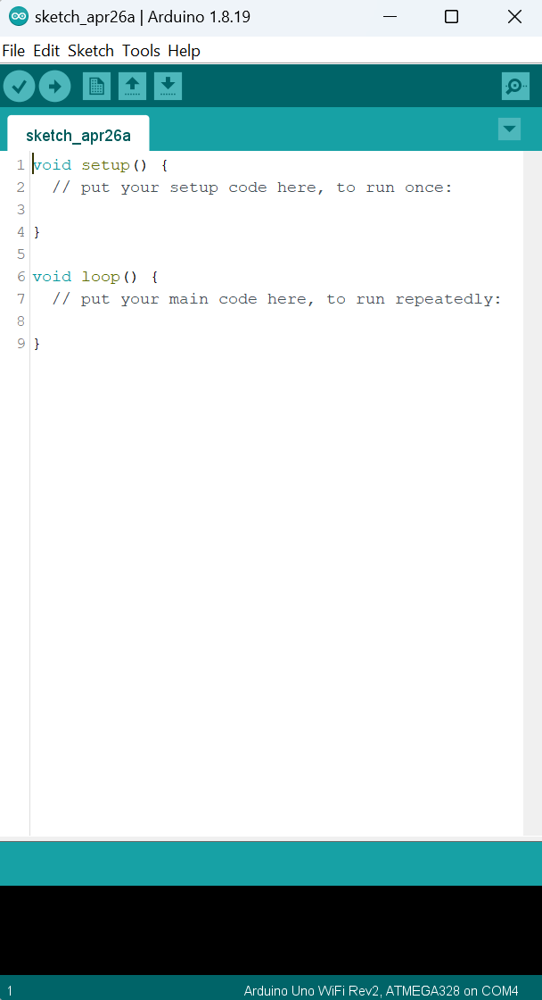 sketch_apr26a | Arduino 1.8.19
File Edit Sketch Tools Help
sketch_apr26a
1 void setup() {
2   // put your setup code here, to run once:
3
4 }
5
6 void loop() {
7   // put your main code here, to run repeatedly:
8
9 }
1 Arduino Uno WiFi Rev2, ATMEGA328 on COM4